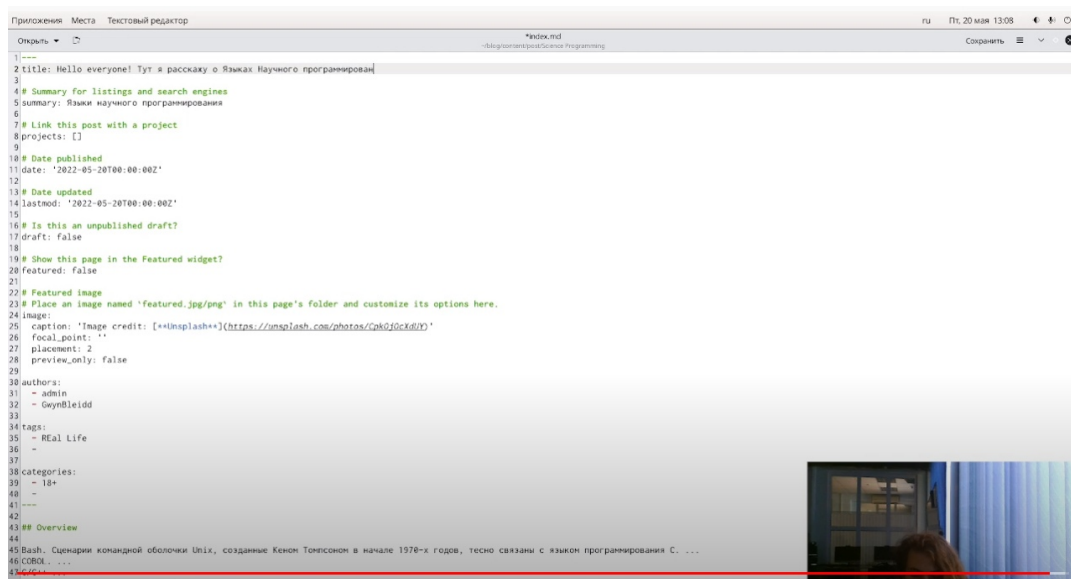 Приложения Места Текстовый редактор ru Пт, 20 мая 13:08
Открыть *index.md Сохранить
~/blog/content/post/Science Programming
1 ---
2 title: Hello everyone! Тут я расскажу о Языках Научного программирован
3
4 # Summary for listings and search engines
5 summary: Языки научного программирования
6
7 # Link this post with a project
8 projects: []
9
10 # Date published
11 date: '2022-05-20T00:00:00Z'
12
13 # Date updated
14 lastmod: '2022-05-20T00:00:00Z'
15
16 # Is this an unpublished draft?
17 draft: false
18
19 # Show this page in the Featured widget?
20 featured: false
21
22 # Featured image
23 # Place an image named `featured.jpg/png` in this page's folder and customize its options here.
24 image:
25 caption: 'Image credit: [**Unsplash**](https://unsplash.com/photos/CpkOjOcXdUY)'
26 focal_point: ''
27 placement: 2
28 preview_only: false
29
30 authors:
31 - admin
32 - GwynBleidd
33
34 tags:
35 - REal Life
36 -
37
38 categories:
39 - 18+
40 -
41 ---
42
43 ## Overview
44
45 Bash. Сценарии командной оболочки Unix, созданные Кеном Томпсоном в начале 1970-х годов, тесно связаны с языком программирования C. ...
46 COBOL. ...
47 C/C++ ...